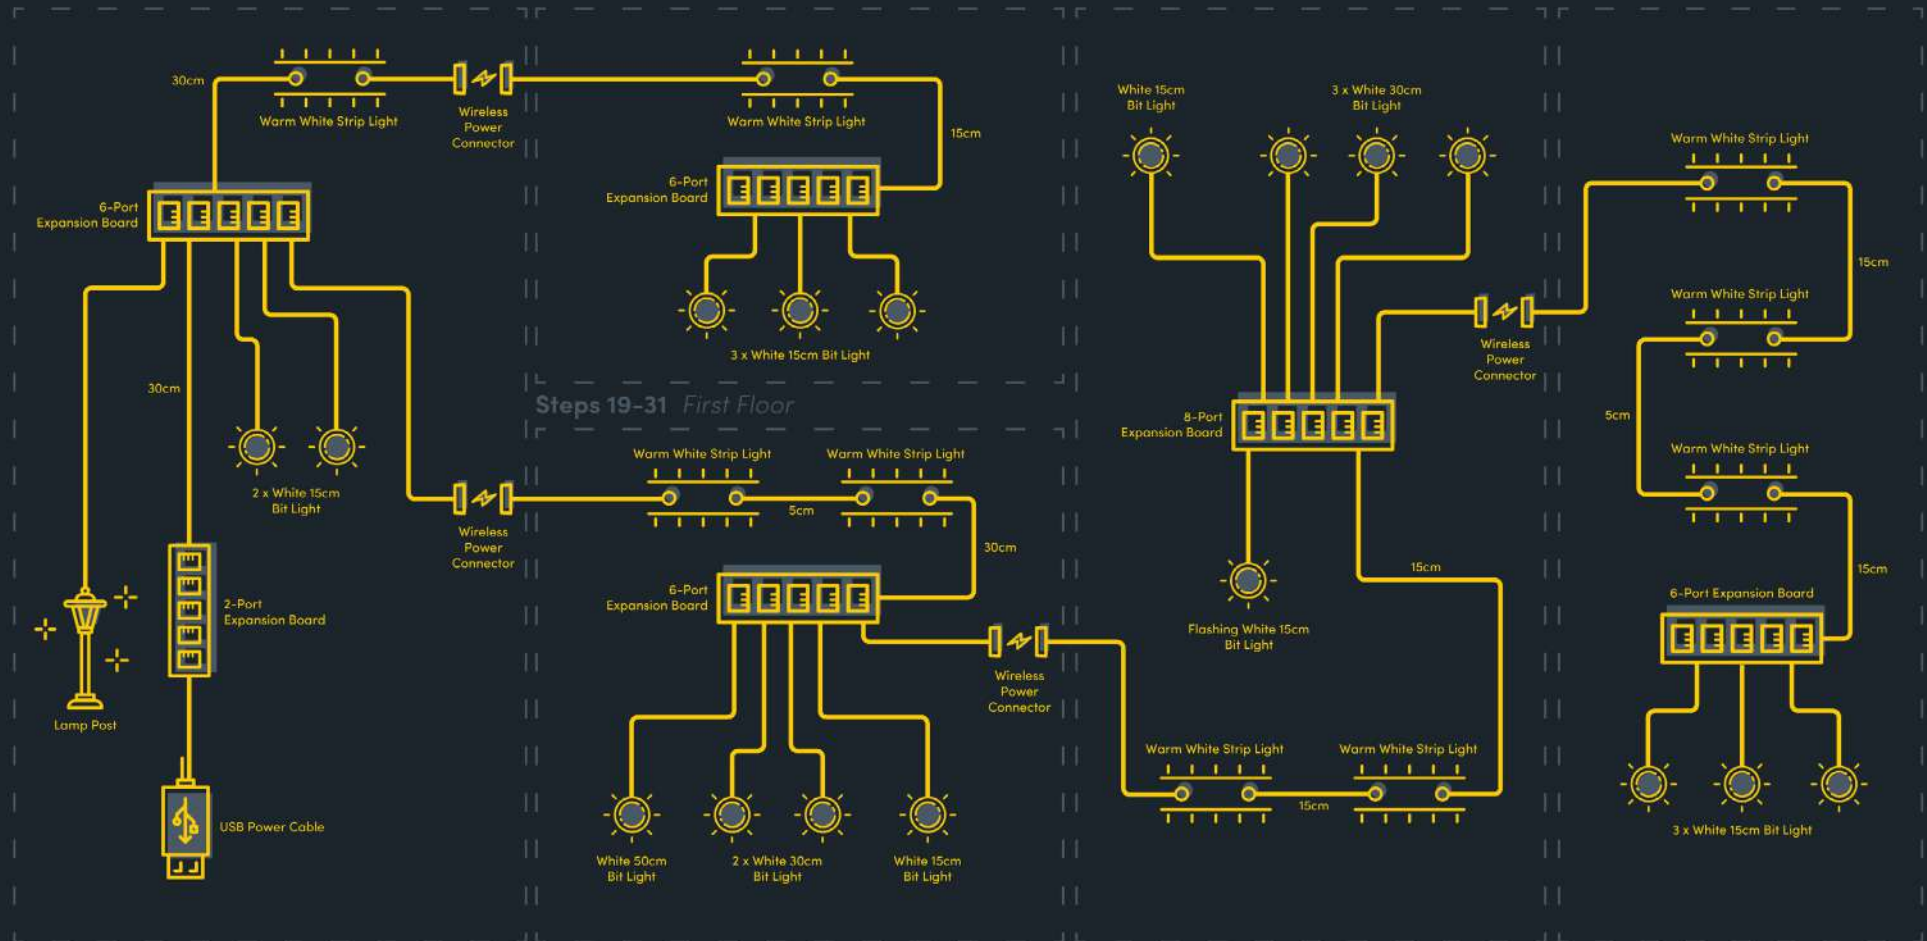 30cm
Warm White Strip Light
Wireless
Power
Connector
6-Port
Expansion Board
30cm
2 x White 15cm
Bit Light
Wireless
Power
Connector
2-Port
Expansion Board
Lamp Post
USB Power Cable
Warm White Strip Light
15cm
6-Port
Expansion Board
3 x White 15cm Bit Light
Steps 19-31 First Floor
Warm White Strip Light
Warm White Strip Light
5cm
30cm
6-Port
Expansion Board
Wireless
Power
Connector
White 50cm
Bit Light
2 x White 30cm
Bit Light
White 15cm
Bit Light
White 15cm
Bit Light
3 x White 30cm
Bit Light
Wireless
Power
Connector
8-Port
Expansion Board
15cm
Flashing White 15cm
Bit Light
Warm White Strip Light
Warm White Strip Light
15cm
Warm White Strip Light
15cm
Warm White Strip Light
5cm
Warm White Strip Light
15cm
6-Port Expansion Board
3 x White 15cm Bit Light